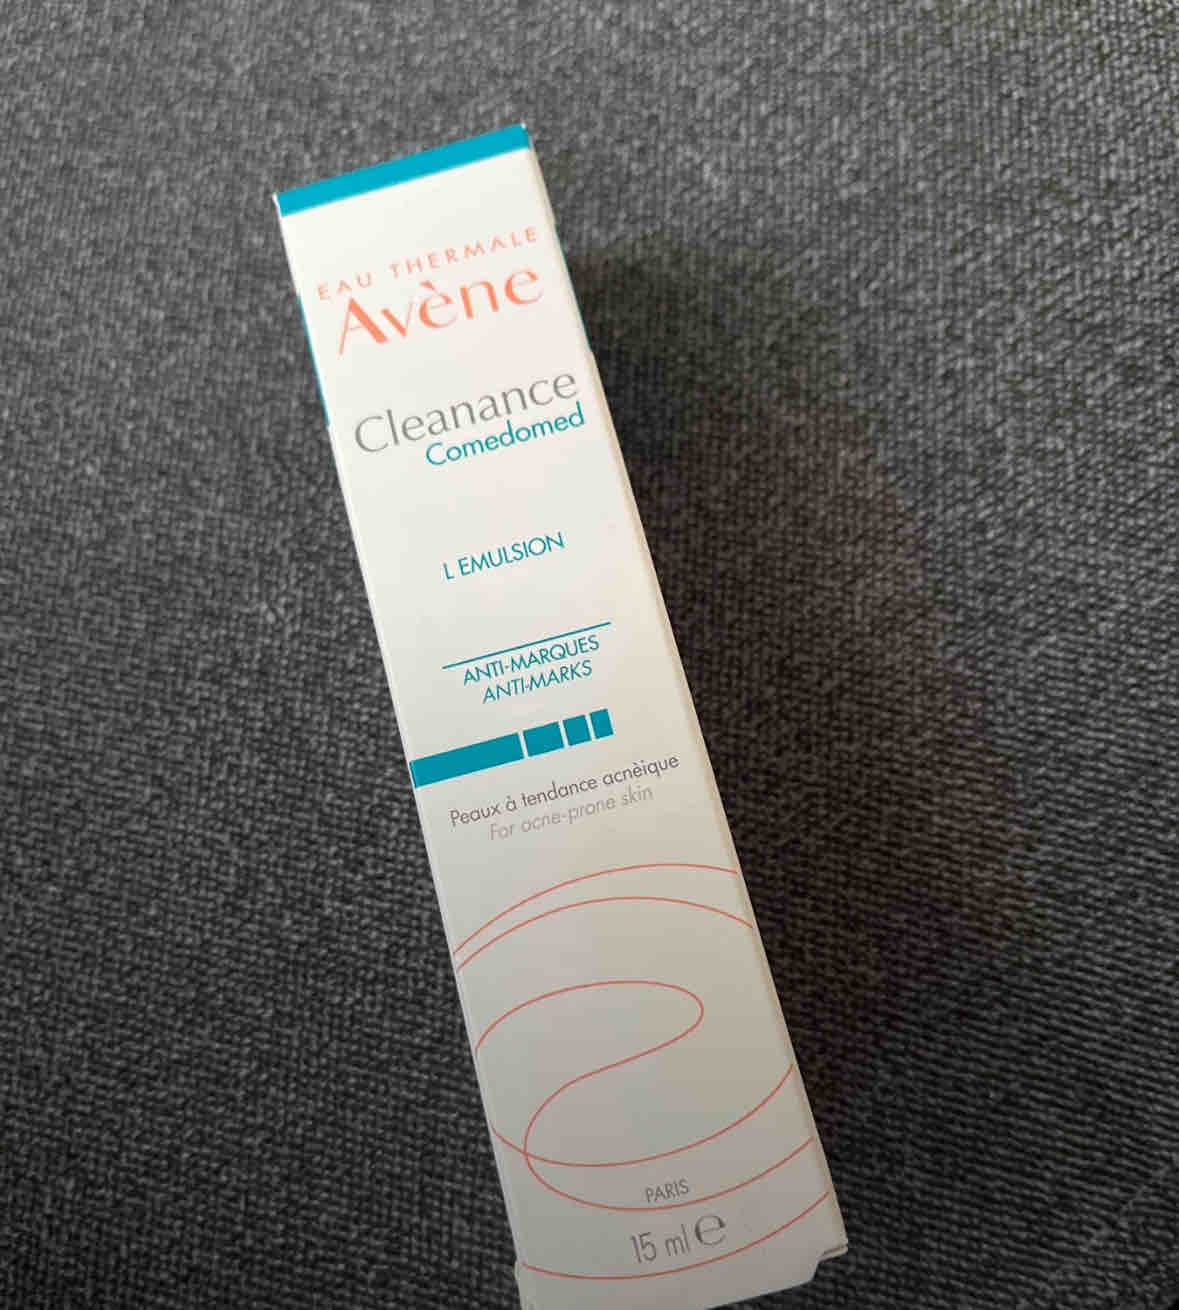 EAU THERMALE
Avène
Cleanance
Comedomed
L EMULSION
ANTI-MARQUES
ANTI-MARKS
Peaux à tendance acnèique
For acne-prone skin
PARIS
15 ml e